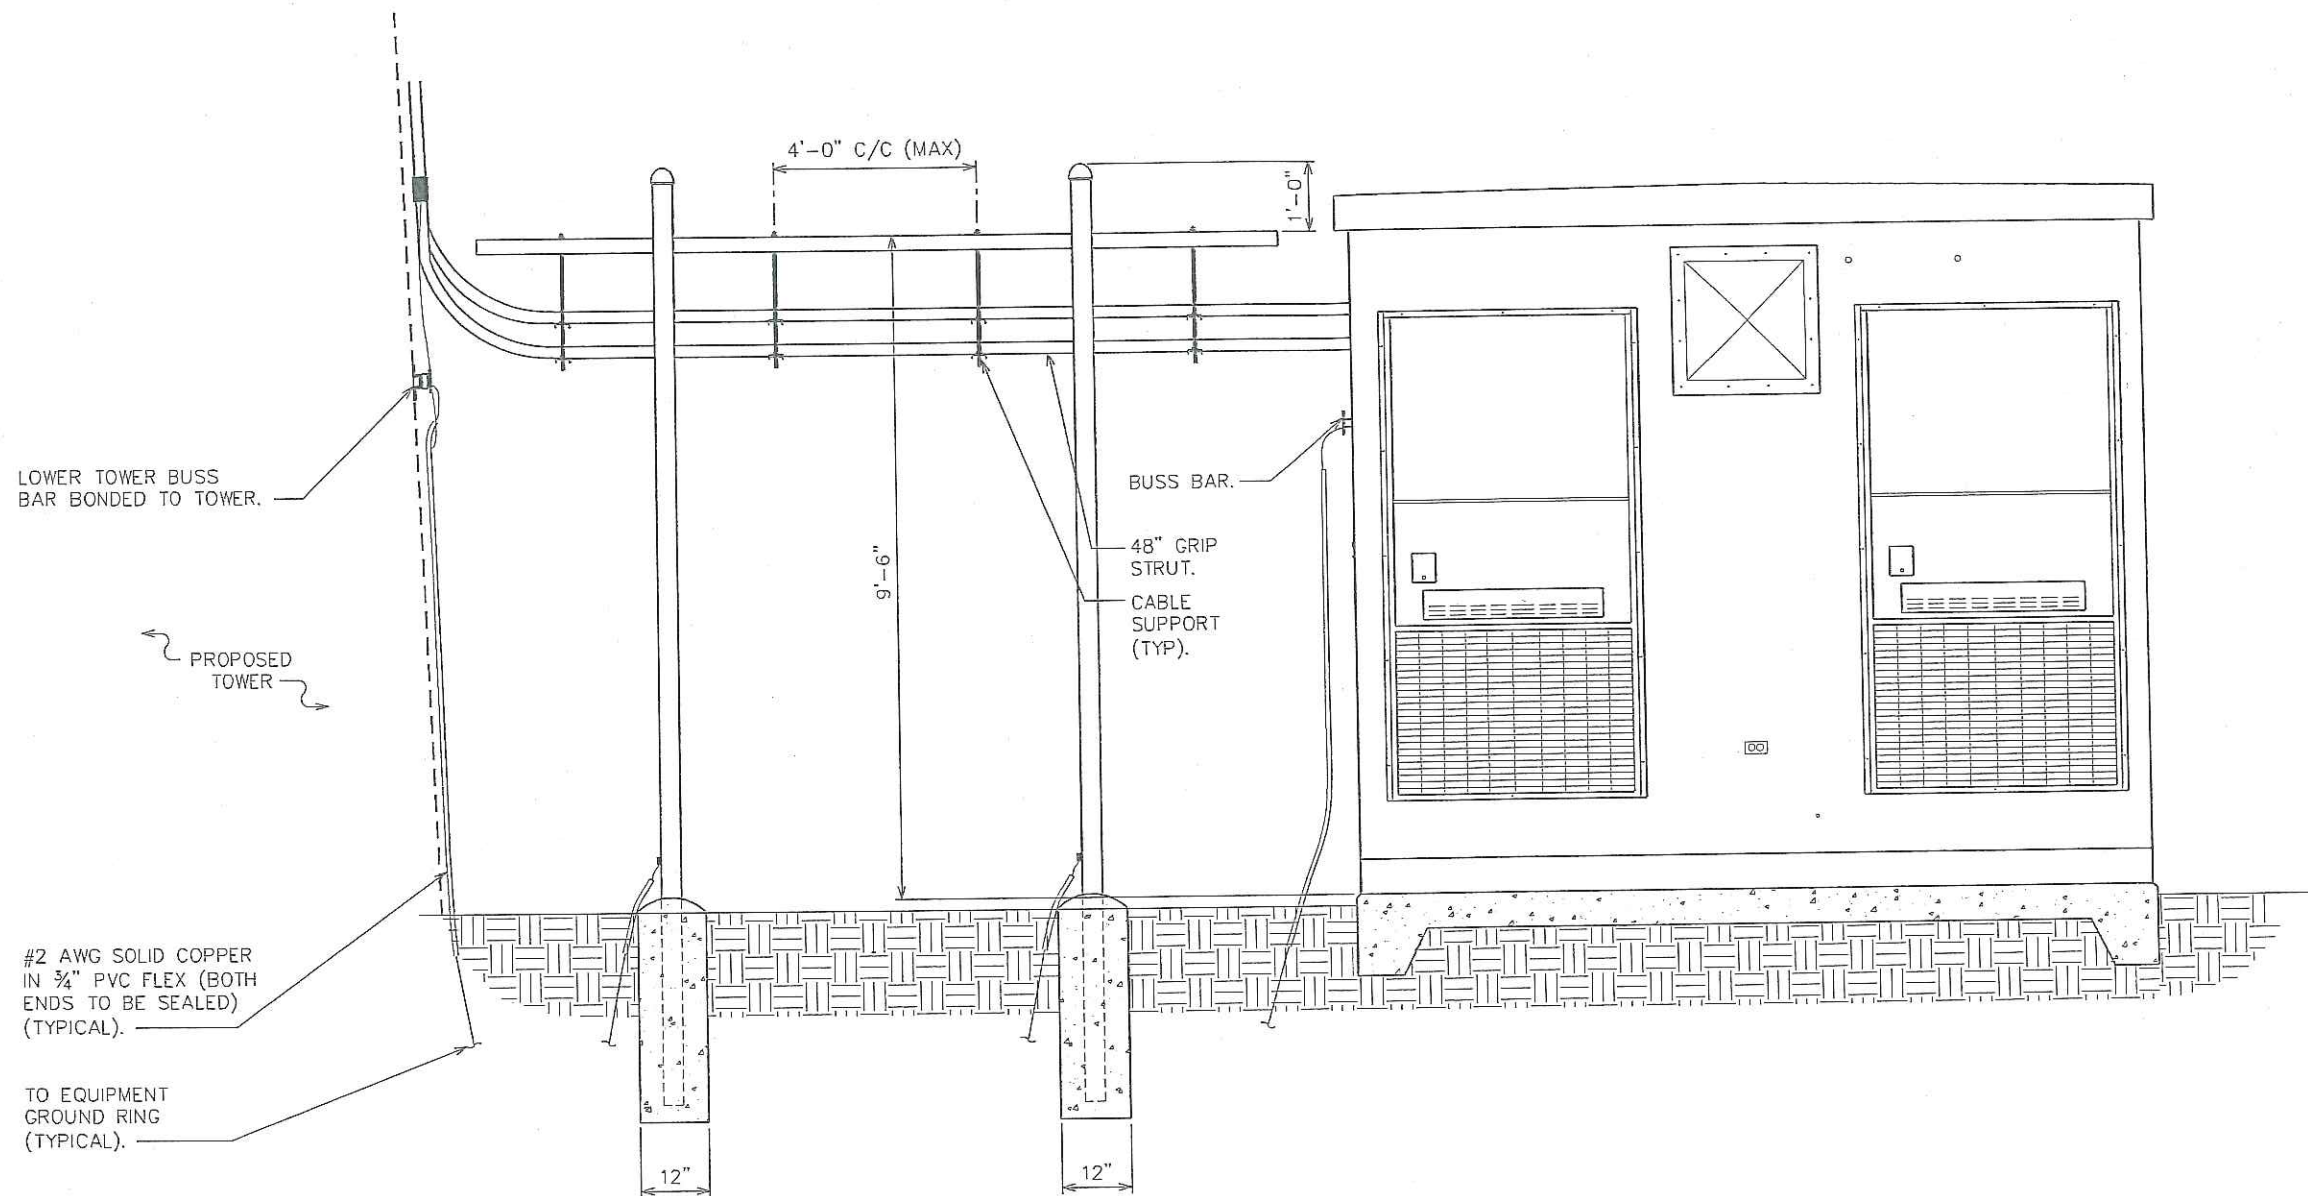 4'-0" C/C (MAX)
1'-0"
LOWER TOWER BUSS
BAR BONDED TO TOWER.
BUSS BAR.
48" GRIP
STRUT.
CABLE
SUPPORT
(TYP).
9'-6"
PROPOSED
TOWER
#2 AWG SOLID COPPER
IN ¾" PVC FLEX (BOTH
ENDS TO BE SEALED)
(TYPICAL).
TO EQUIPMENT
GROUND RING
(TYPICAL).
12"
12"